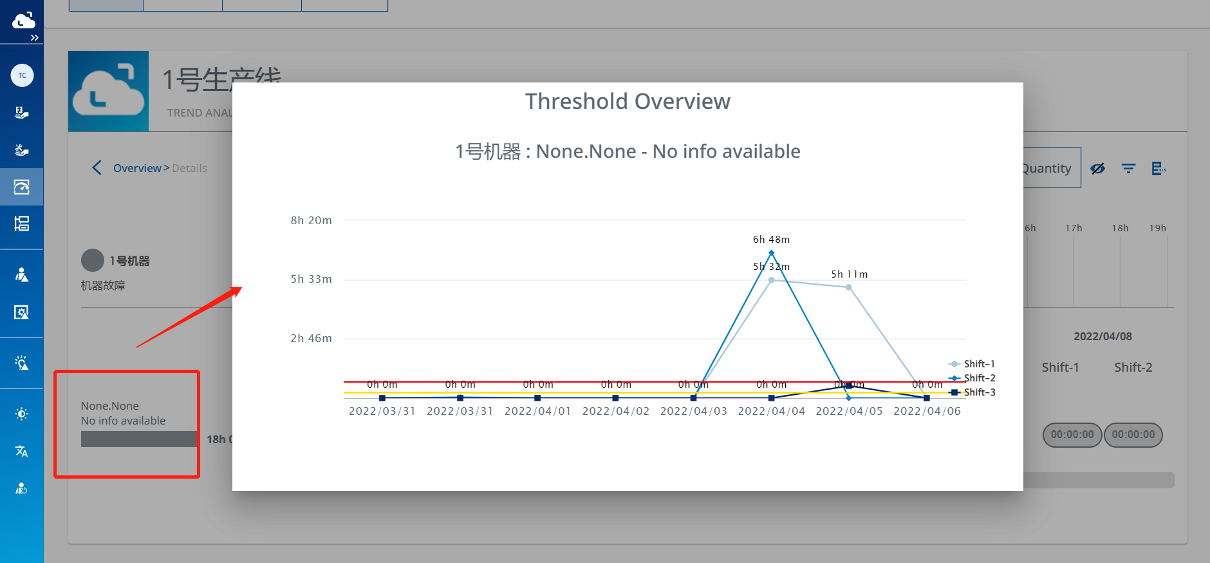 TC
1号生产线
TREND ANAL
Overview > Details
Quantity
Threshold Overview
1号机器 : None.None - No info available
1号机器
机器故障
None.None
No info available
18h 0
8h 20m
5h 33m
2h 46m
6h 48m
5h 32m
5h 11m
0h 0m
0h 0m
0h 0m
0h 0m
0h 0m
0h 0m
0h 0m
0h 0m
2022/03/31
2022/03/31
2022/04/01
2022/04/02
2022/04/03
2022/04/04
2022/04/05
2022/04/06
Shift-1
Shift-2
Shift-3
6h
17h
18h
19h
2022/04/08
Shift-1
Shift-2
00:00:00
00:00:00